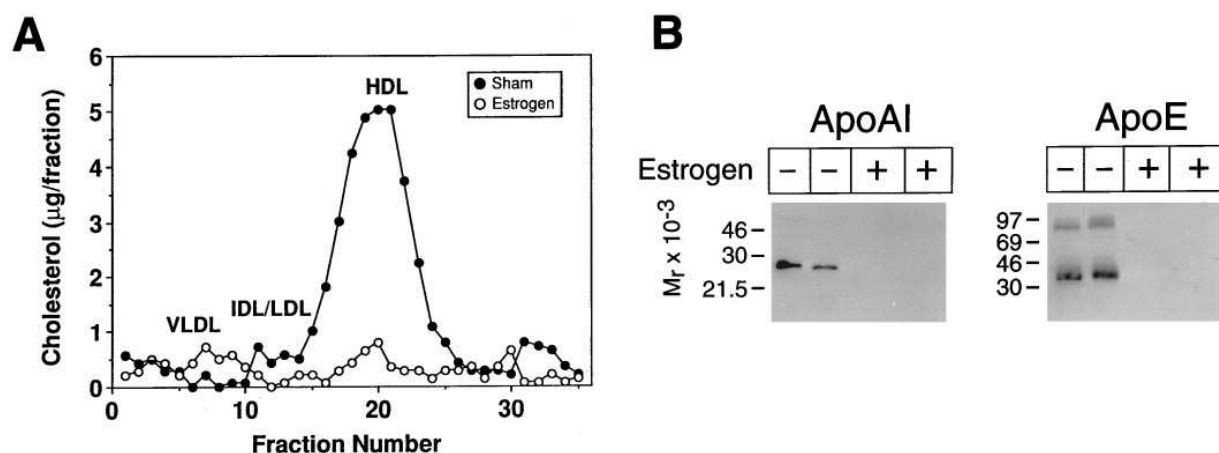 A
Cholesterol (μg/fraction)
6
5
4
3
2
1
0
0 10 20 30
Fraction Number
VLDL
IDL/LDL
HDL
Sham
Estrogen
B
ApoAI
Estrogen
− − + +
Mr x 10-3
46
30
21.5
ApoE
− − + +
97
69
46
30